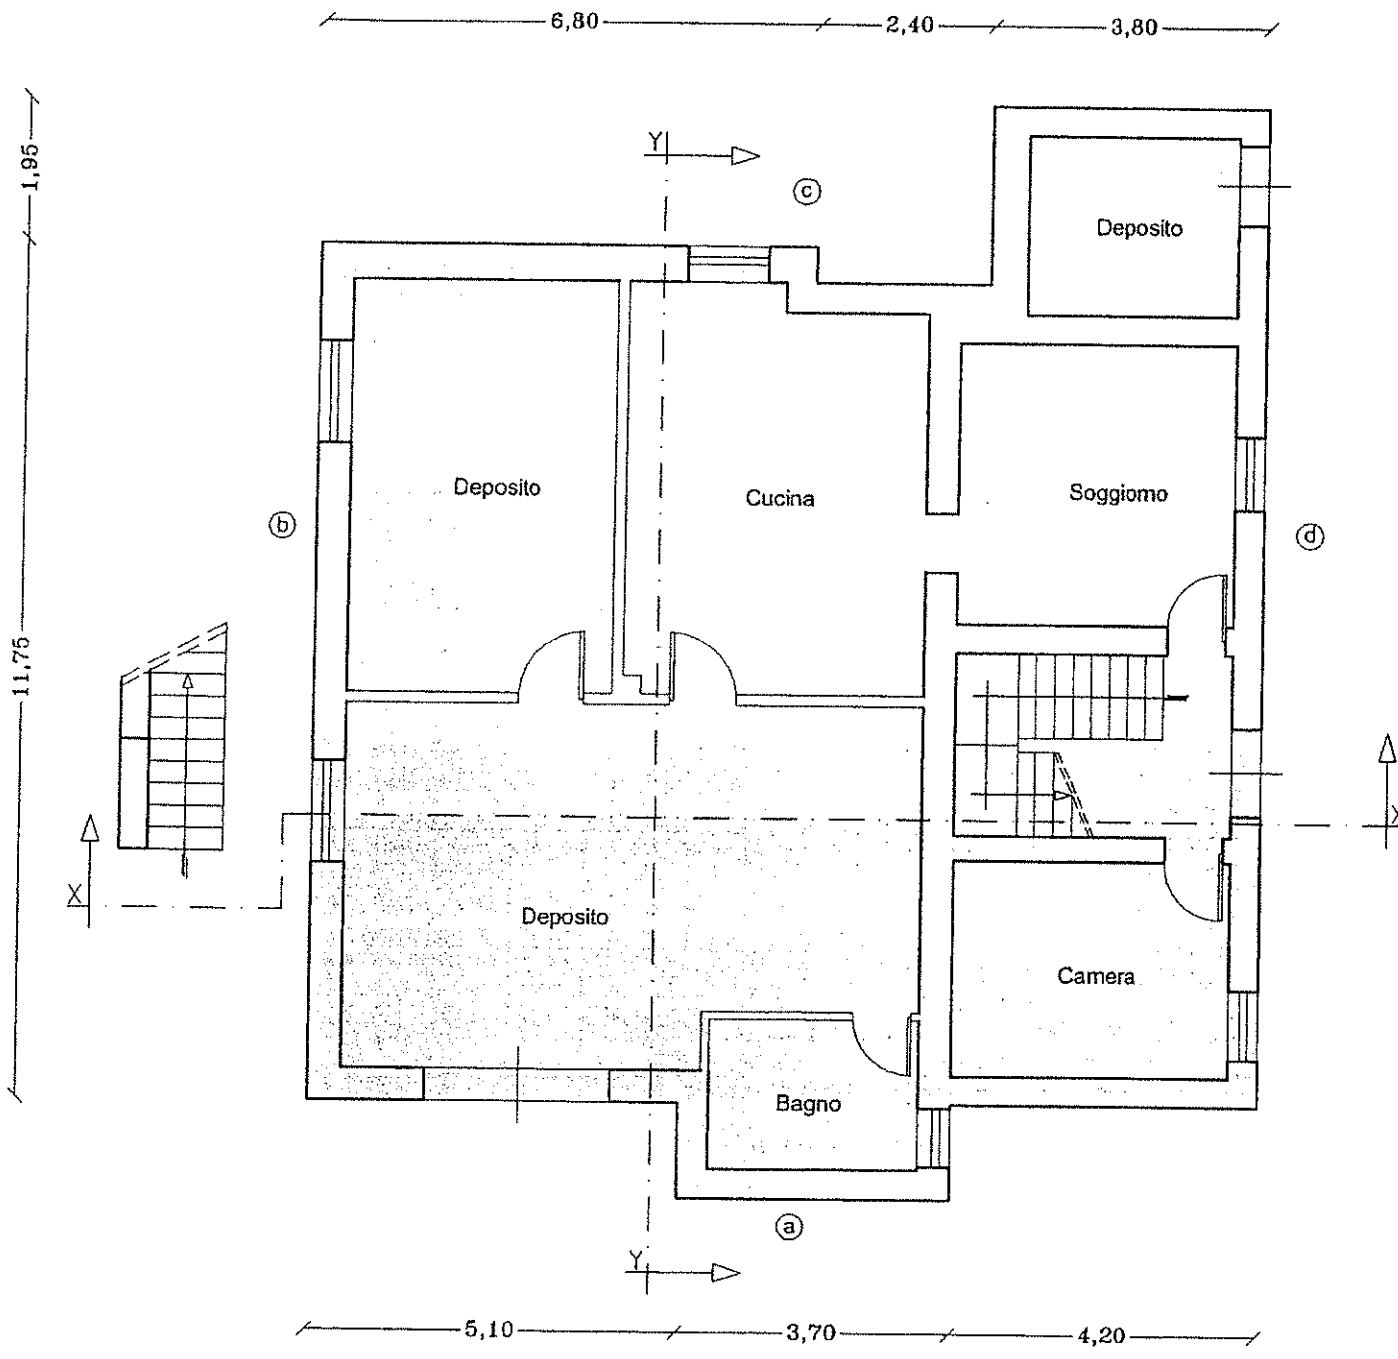 6,80 2,40 3,80
1,95
Y
c
Deposito
Deposito
Cucina
Soggiorno
b
d
11,75
X
X
Deposito
Camera
Bagno
a
Y
5,10 3,70 4,20